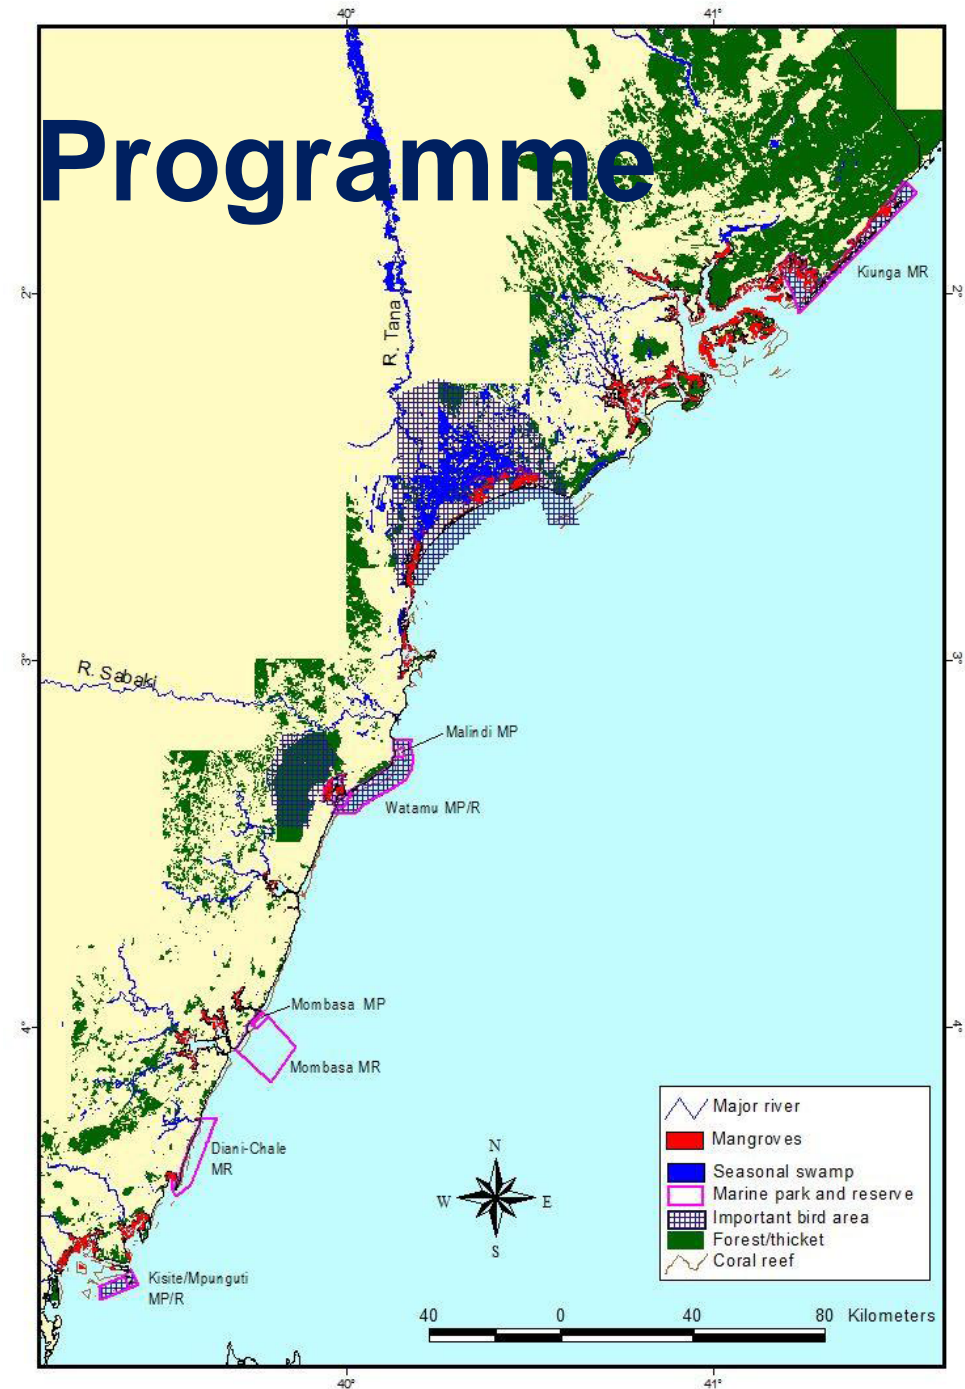 40°
41°
Programme
Kiunga MR
2°
2°
R. Tana
3°
3°
R. Sabaki
Malindi MP
Watamu MP/R
Mombasa MP
4°
4°
Mombasa MR
Diani-Chale
MR
Kisite/Mpunguti
MP/R
N
W
E
S
Major river
Mangroves
Seasonal swamp
Marine park and reserve
Important bird area
Forest/thicket
Coral reef
40 0 40 80 Kilometers
40°
41°